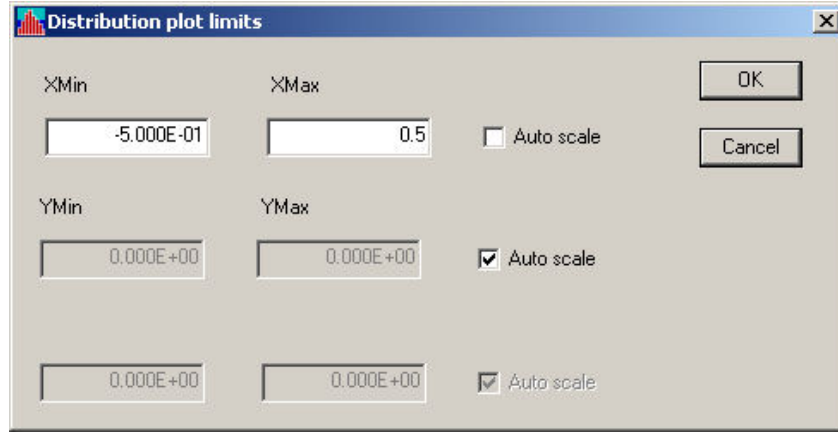 Distribution plot limits
XMin XMax OK
-5.000E-01 0.5 Auto scale
Cancel
YMin YMax
0.000E+00 0.000E+00 Auto scale
0.000E+00 0.000E+00 Auto scale